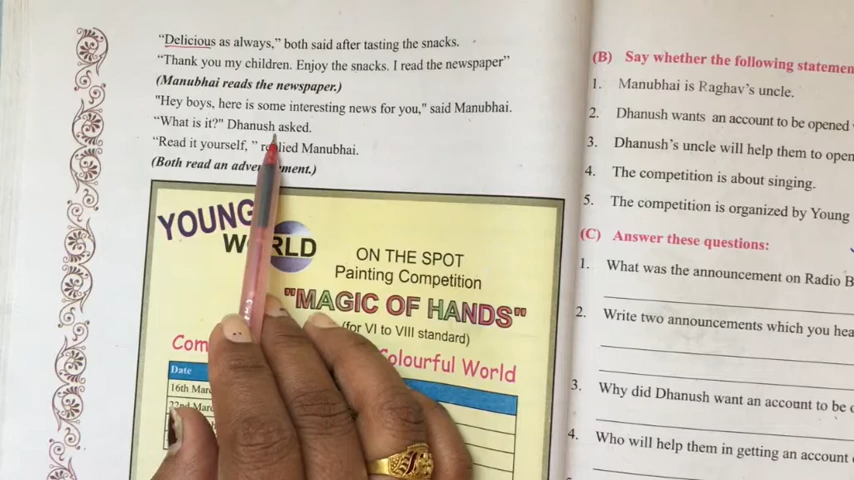 "Delicious as always," both said after tasting the snacks.
"Thank you my children. Enjoy the snacks. I read the newspaper"
(Manubhai reads the newspaper.)
"Hey boys, here is some interesting news for you," said Manubhai.
"What is it?" Dhanush asked.
"Read it yourself, " replied Manubhai.
(Both read an advertisement.)
YOUNG
WORLD
ON THE SPOT
Painting Competition
"MAGIC OF HANDS"
(for VI to VIII standard)
Colourful World
Date
16th
22nd
(B) Say whether the following
1. Manubhai is Raghav's uncle.
2. Dhanush wants an account to be opened
3. Dhanush's uncle will help them to open
4. The competition is about singing.
5. The competition is organized by Young
(C) Answer these questions:
1. What was the announcement on Radio
2. Write two announcements which you
3. Why did Dhanush want an account to be
4. Who will help them in getting an account